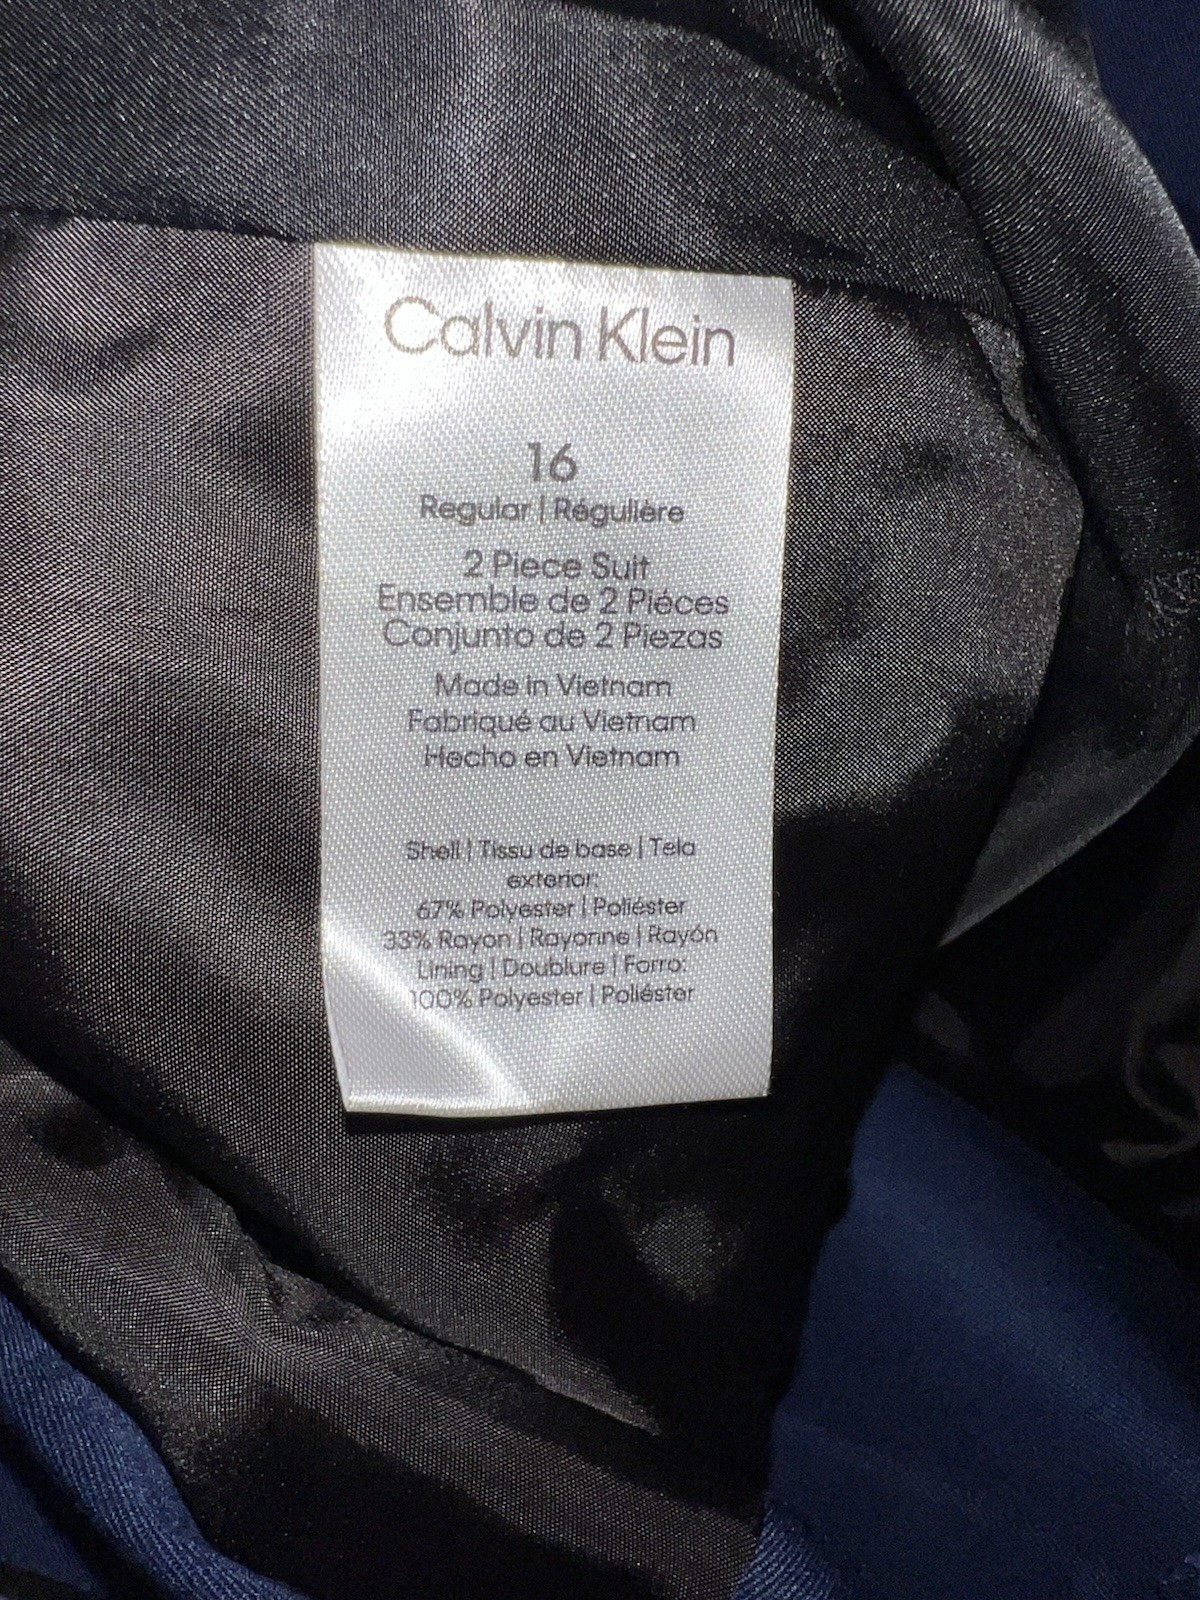 Calvin Klein
16
Regular | Régulière
2 Piece Suit
Ensemble de 2 Piéces
Conjunto de 2 Piezas
Made in Vietnam
Fabriqué au Vietnam
Hecho en Vietnam
Shell | Tissu de base | Tela
exterior:
67% Polyester | Poliéster
33% Rayon | Rayonne | Rayón
Lining | Doublure | Forro:
100% Polyester | Poliéster